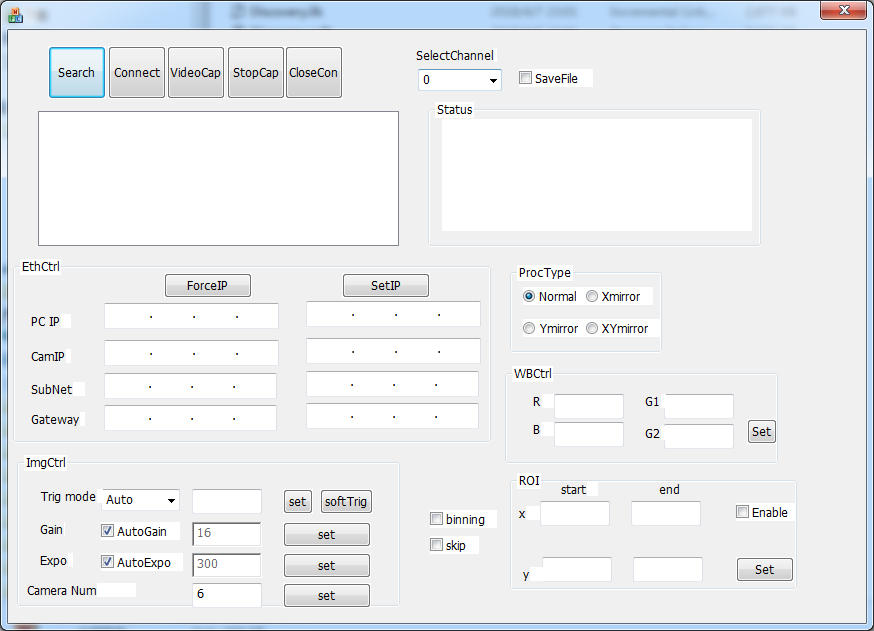 Search Connect VideoCap StopCap CloseCon
SelectChannel
0 SaveFile
Status
EthCtrl
ForceIP SetIP
PC IP . . . . . .
CamIP . . . . . .
SubNet . . . . . .
Gateway . . . . . .
ProcType
Normal Xmirror
Ymirror XYmirror
WBCtrl
R G1
B G2 Set
ImgCtrl
Trig mode Auto set softTrig
Gain AutoGain 16 set
Expo AutoExpo 300 set
Camera Num 6 set
binning
skip
ROI
start end
x Enable
y Set